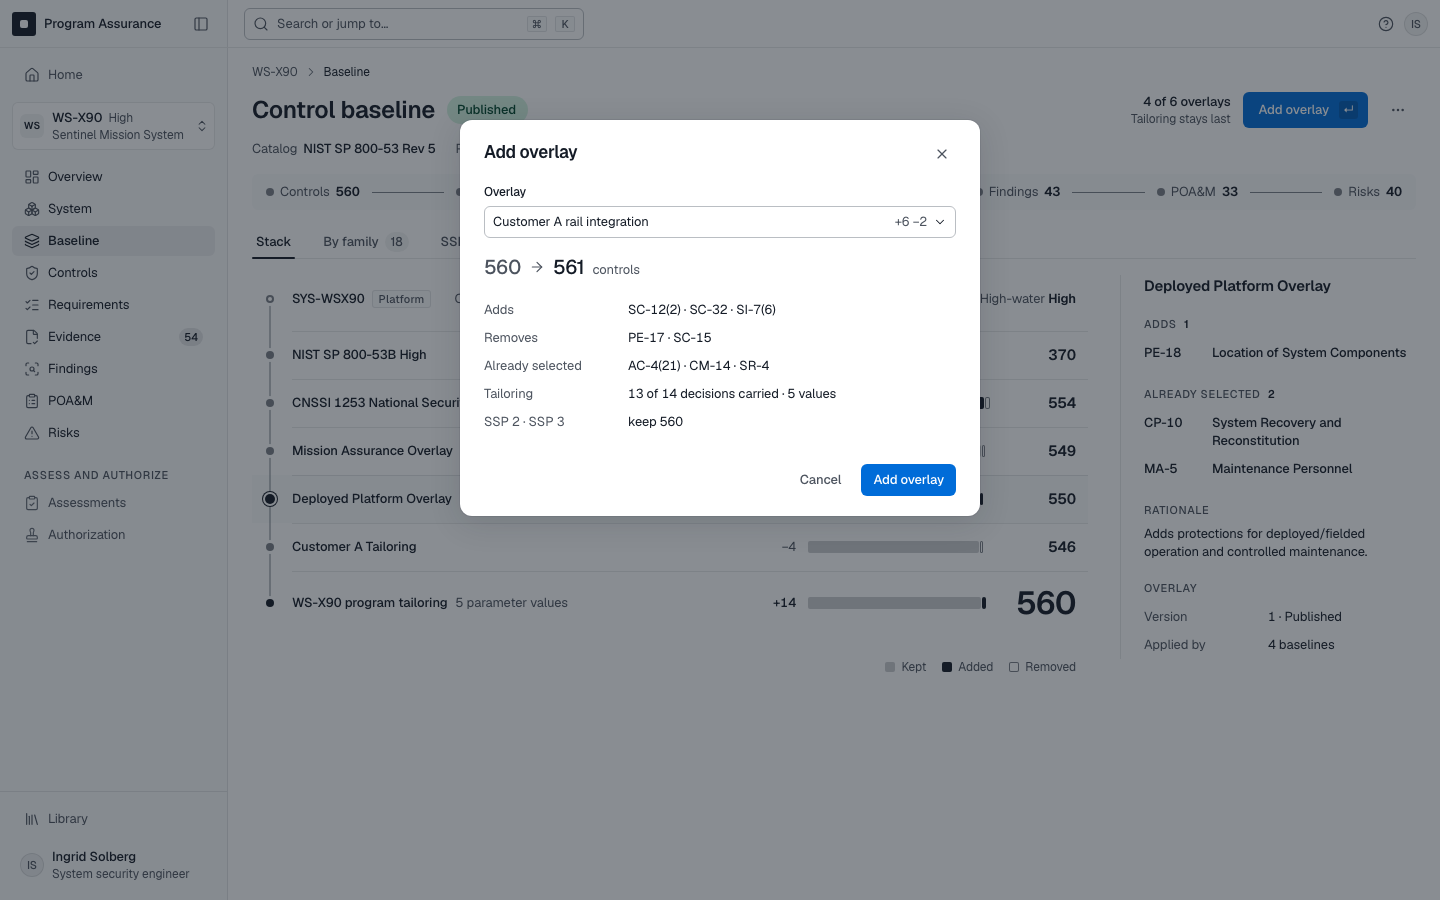 Program Assurance
Search or jump to...
⌘ K
IS
Home
WS
WS-X90 High
Sentinel Mission System
Overview
System
Baseline
Controls
Requirements
Evidence 54
Findings
POA&M
Risks
ASSESS AND AUTHORIZE
Assessments
Authorization
Library
IS
Ingrid Solberg
System security engineer
WS-X90 Baseline
Control baseline Published
4 of 6 overlays
Tailoring stays last
Add overlay
Catalog NIST SP 800-53 Rev 5
Controls 560
Findings 43
POA&M 33
Risks 40
Stack
By family 18
SYS-WSX90 Platform
High-water High
NIST SP 800-53B High 370
554
Mission Assurance Overlay 549
Deployed Platform Overlay 550
Customer A Tailoring −4 546
WS-X90 program tailoring 5 parameter values +14 560
Kept Added Removed
Add overlay
Overlay
Customer A rail integration +6 −2
560 → 561 controls
Adds SC-12(2) · SC-32 · SI-7(6)
Removes PE-17 · SC-15
Already selected AC-4(21) · CM-14 · SR-4
Tailoring 13 of 14 decisions carried · 5 values
SSP 2 · SSP 3 keep 560
Cancel Add overlay
Deployed Platform Overlay
ADDS 1
PE-18 Location of System Components
ALREADY SELECTED 2
CP-10 System Recovery and
Reconstitution
MA-5 Maintenance Personnel
RATIONALE
Adds protections for deployed/fielded
operation and controlled maintenance.
OVERLAY
Version 1 · Published
Applied by 4 baselines